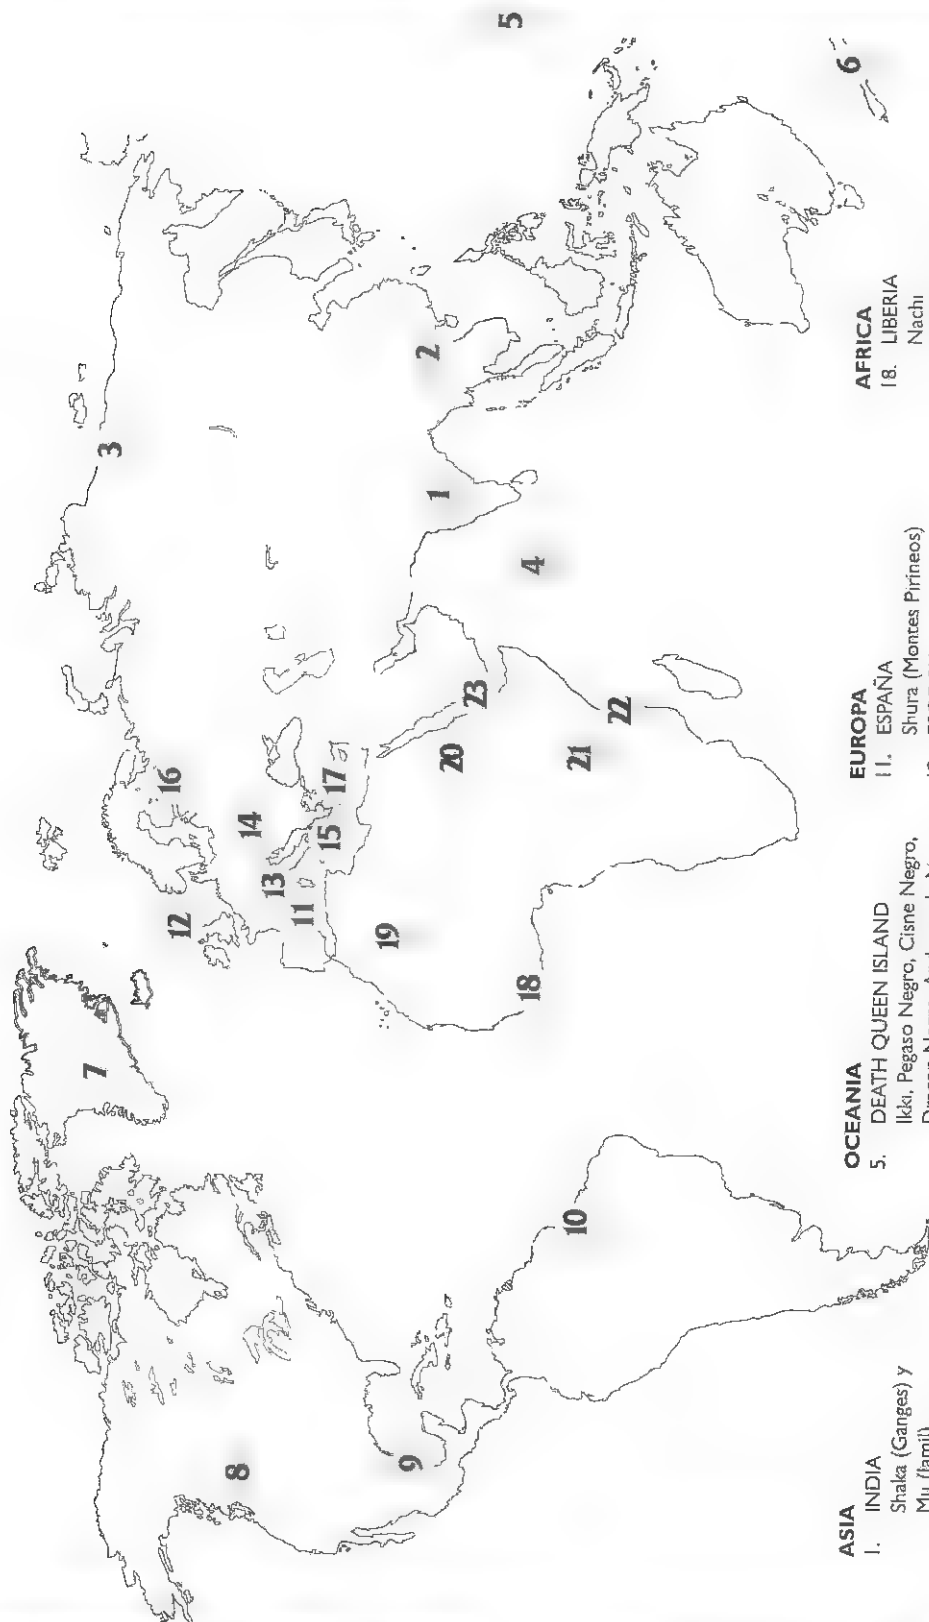 7
3
16
12
8
14
13
11
15
17
19
9
2
1
20
23
5
18
4
10
21
22
6
ASIA
1. INDIA
Shaka (Ganges) y
Mu (Jamil)
OCEANIA
5. DEATH QUEEN ISLAND
Ikki, Pegaso Negro, Cisne Negro,
EUROPA
11. ESPAÑA
Shura (Montes Pirineos)
AFRICA
18. LIBERIA
Nachi